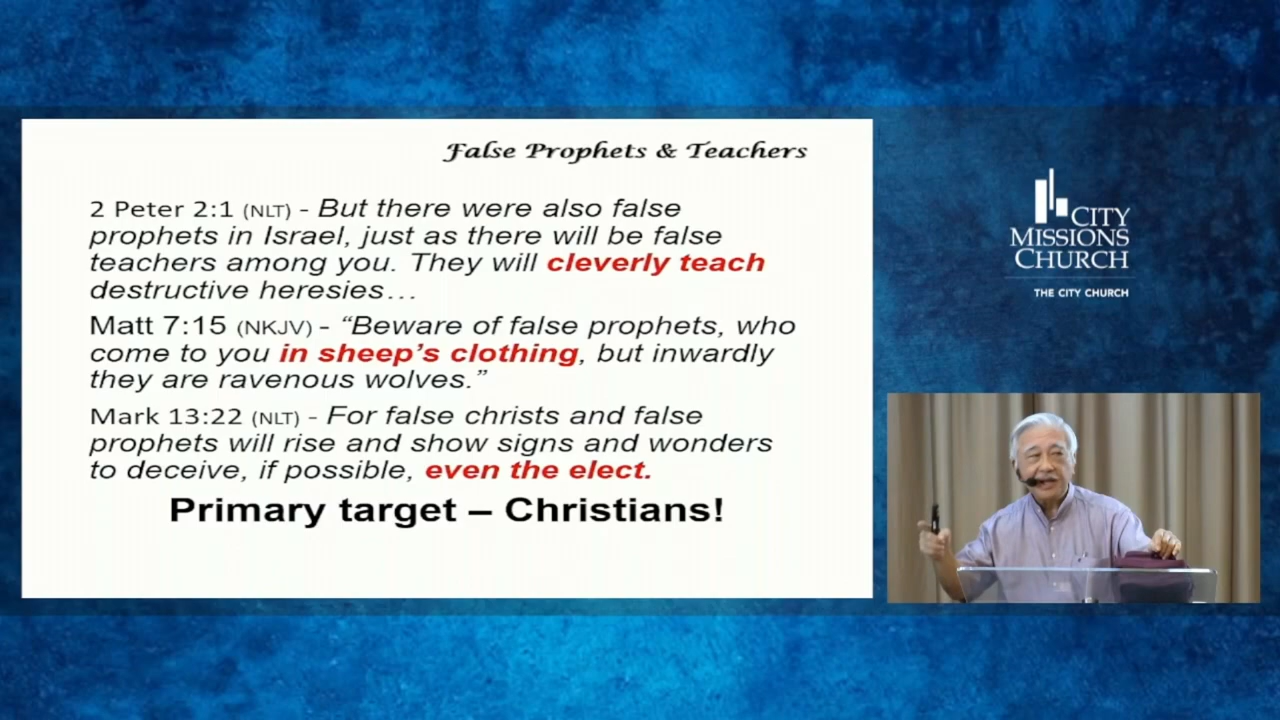 False Prophets & Teachers
2 Peter 2:1 (NLT) - But there were also false
prophets in Israel, just as there will be false
teachers among you. They will cleverly teach
destructive heresies…
Matt 7:15 (NKJV) - “Beware of false prophets, who
come to you in sheep’s clothing, but inwardly
they are ravenous wolves.”
Mark 13:22 (NLT) - For false christs and false
prophets will rise and show signs and wonders
to deceive, if possible, even the elect.
Primary target – Christians!
CITY
MISSIONS
CHURCH
THE CITY CHURCH